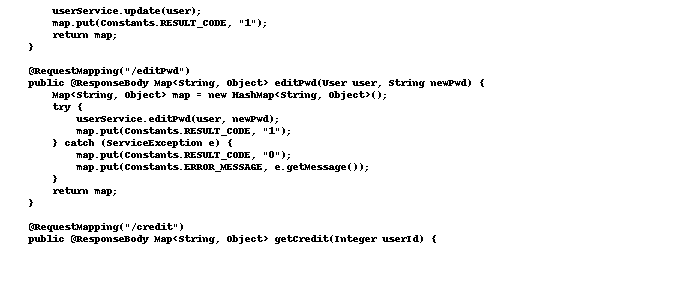 userService.update(user);
map.put(Constants.RESULT_CODE, "1");
return map;
}
@RequestMapping("/editPwd")
public @ResponseBody Map<String, Object> editPwd(User user, String newPwd) {
Map<String, Object> map = new HashMap<String, Object>();
try {
userService.editPwd(user, newPwd);
map.put(Constants.RESULT_CODE, "1");
} catch (ServiceException e) {
map.put(Constants.RESULT_CODE, "0");
map.put(Constants.ERROR_MESSAGE, e.getMessage());
}
return map;
}
@RequestMapping("/credit")
public @ResponseBody Map<String, Object> getCredit(Integer userId) {